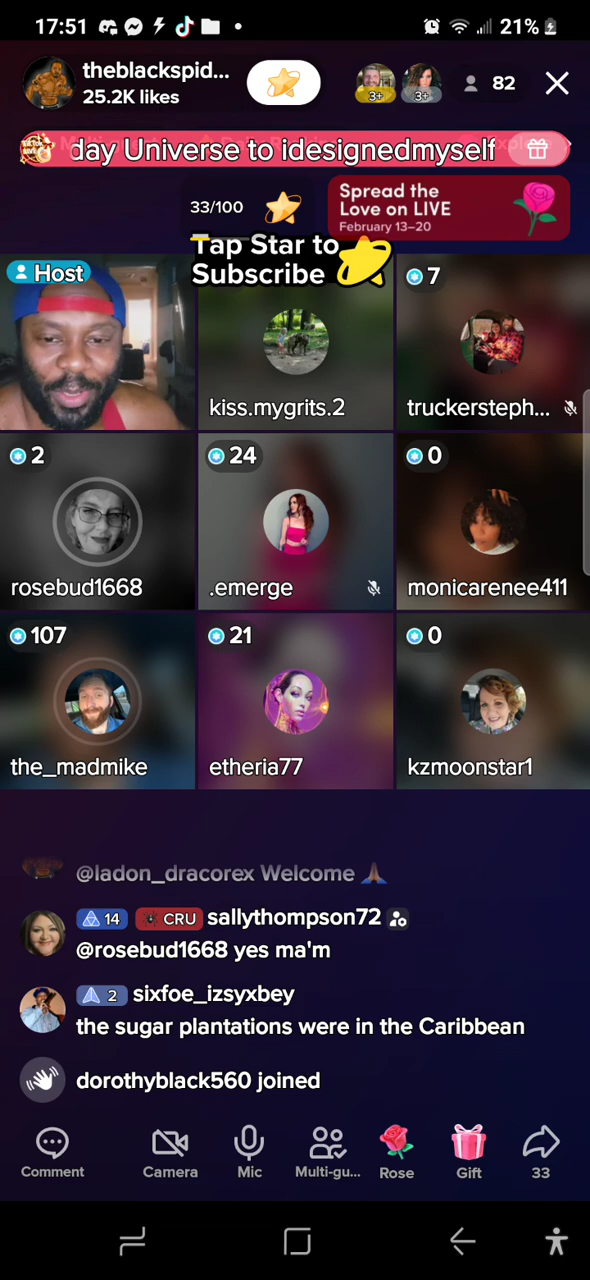 17:51
21%
theblackspid...
25.2K likes
3+
3+
82
day Universe to idesignedmyself
33/100
Spread the
Love on LIVE
February 13–20
Tap Star to
Subscribe
Host
7
kiss.mygrits.2
truckersteph...
2
24
0
rosebud1668
.emerge
monicarenee411
107
21
0
the_madmike
etheria77
kzmoonstar1
@ladon_dracorex Welcome 🙏🏾
14 CRU sallythompson72
@rosebud1668 yes ma'm
2 sixfoe_izsyxbey
the sugar plantations were in the Caribbean
dorothyblack560 joined
Comment
Camera
Mic
Multi-gu...
Rose
Gift
33